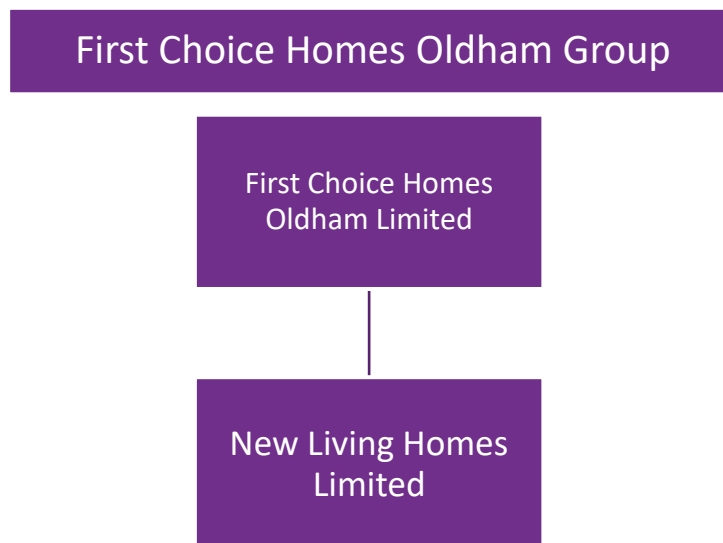 First Choice Homes Oldham Group
First Choice Homes
Oldham Limited
New Living Homes
Limited